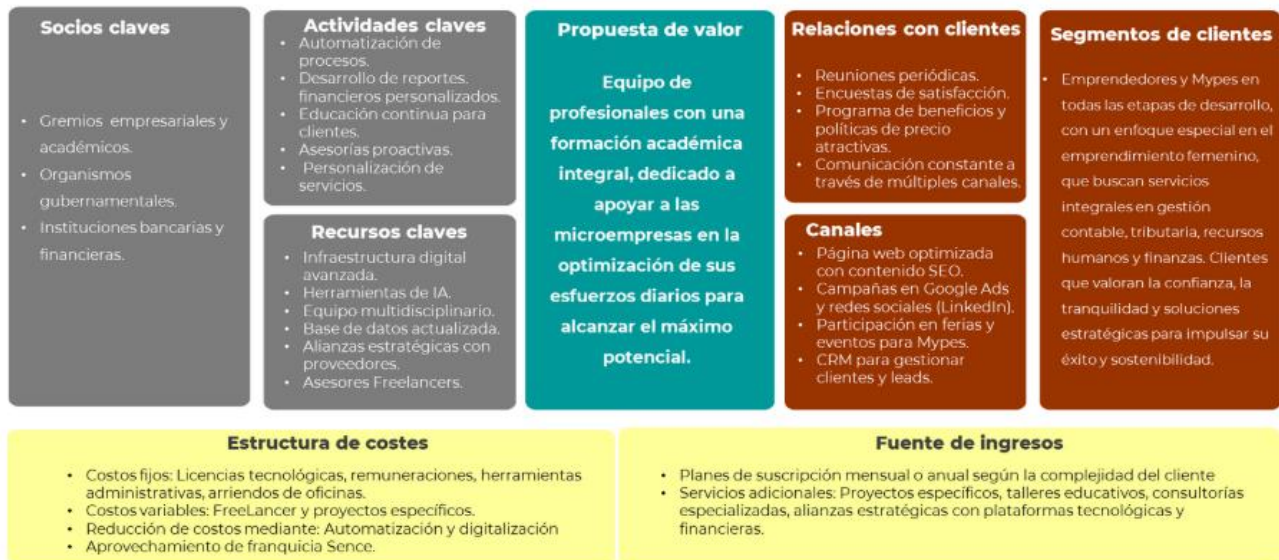 Socios claves
• Gremios empresariales y
académicos.
• Organismos
gubernamentales.
• Instituciones bancarias y
financieras.
Actividades claves
• Automatización de
procesos.
• Desarrollo de reportes.
financieros personalizados.
• Educación continua para
clientes.
• Asesorías proactivas.
• Personalización de
servicios.
Recursos claves
• Infraestructura digital
avanzada.
• Herramientas de IA.
• Equipo multidisciplinario.
• Base de datos actualizada.
• Alianzas estratégicas con
proveedores.
• Asesores Freelancers.
Propuesta de valor
Equipo de
profesionales con una
formación académica
integral, dedicado a
apoyar a las
microempresas en la
optimización de sus
esfuerzos diarios para
alcanzar el máximo
potencial.
Relaciones con clientes
• Reuniones periódicas.
• Encuestas de satisfacción.
• Programa de beneficios y
políticas de precio
atractivas.
• Comunicación constante a
través de múltiples canales.
Canales
• Página web optimizada
con contenido SEO.
• Campañas en Google Ads
y redes sociales (LinkedIn).
• Participación en ferias y
eventos para Mypes.
• CRM para gestionar
clientes y leads.
Segmentos de clientes
• Emprendedores y Mypes en
todas las etapas de desarrollo,
con un enfoque especial en el
emprendimiento femenino,
que buscan servicios
integrales en gestión
contable, tributaria, recursos
humanos y finanzas. Clientes
que valoran la confianza, la
tranquilidad y soluciones
estratégicas para impulsar su
éxito y sostenibilidad.
Estructura de costes
• Costos fijos: Licencias tecnológicas, remuneraciones, herramientas
administrativas, arriendos de oficinas.
• Costos variables: FreeLancer y proyectos específicos.
• Reducción de costos mediante: Automatización y digitalización
• Aprovechamiento de franquicia Sence.
Fuente de ingresos
• Planes de suscripción mensual o anual según la complejidad del cliente
• Servicios adicionales: Proyectos específicos, talleres educativos, consultorías
especializadas, alianzas estratégicas con plataformas tecnológicas y
financieras.